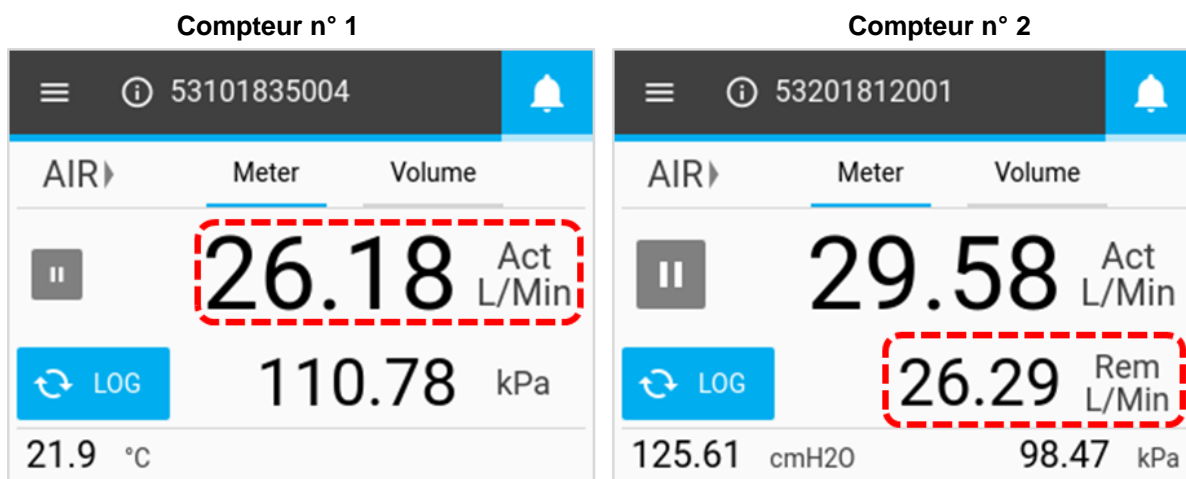 Compteur n° 1
53101835004
AIR
Meter
Volume
26.18 Act L/Min
LOG
110.78 kPa
21.9 °C
Compteur n° 2
53201812001
AIR
Meter
Volume
29.58 Act L/Min
LOG
26.29 Rem L/Min
125.61 cmH2O
98.47 kPa